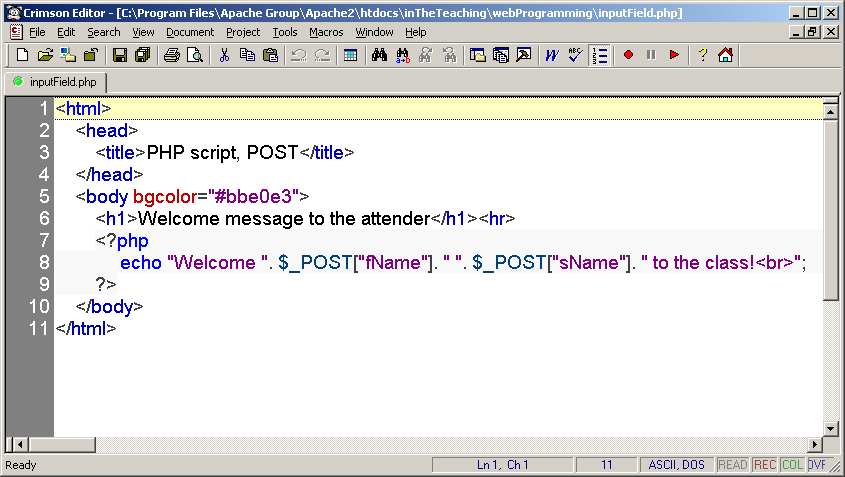 Crimson Editor - [C:\Program Files\Apache Group\Apache2\htdocs\inTheTeaching\webProgramming\inputField.php]
File Edit Search View Document Project Tools Macros Window Help
inputField.php
1 <html>
2 <head>
3 <title>PHP script, POST</title>
4 </head>
5 <body bgcolor="#bbe0e3">
6 <h1>Welcome message to the attender</h1><hr>
7 <?php
8 echo "Welcome ". $_POST["fName"]. " ". $_POST["sName"]. " to the class!<br>";
9 ?>
10 </body>
11 </html>
Ready Ln 1, Ch 1 11 ASCII, DOS READ REC COL OVR